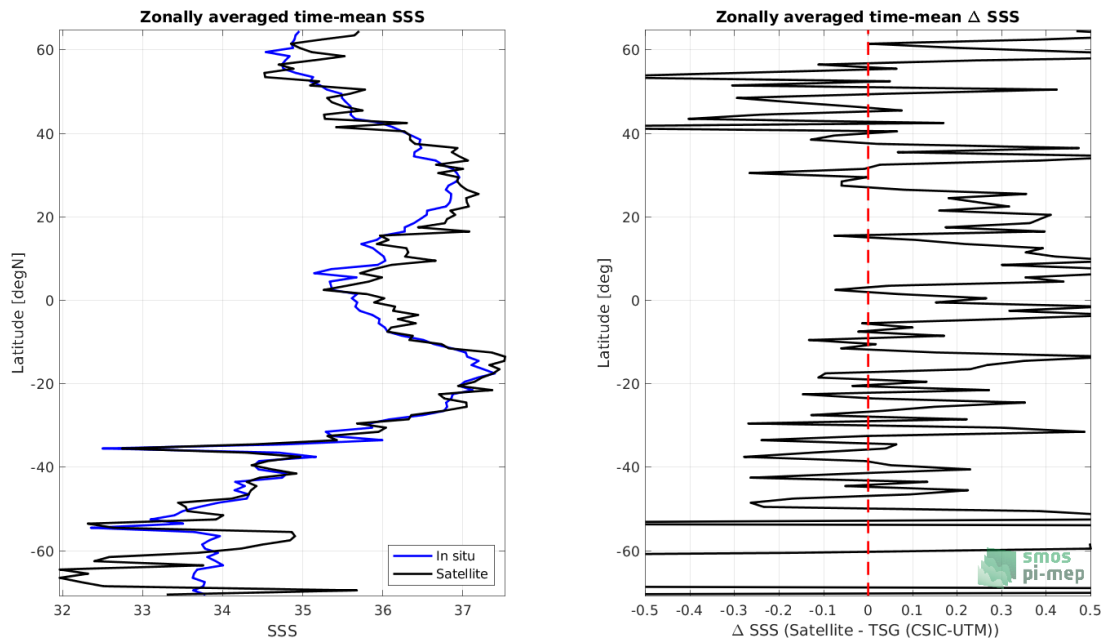 Zonally averaged time-mean SSS
60
40
20
0
-20
-40
-60
Latitude [degN]
32 33 34 35 36 37
SSS
In situ
Satellite
Zonally averaged time-mean Δ SSS
60
40
20
0
-20
-40
-60
Latitude [deg]
-0.5 -0.4 -0.3 -0.2 -0.1 0 0.1 0.2 0.3 0.4 0.5
Δ SSS (Satellite - TSG (CSIC-UTM))
smos
pi-mep